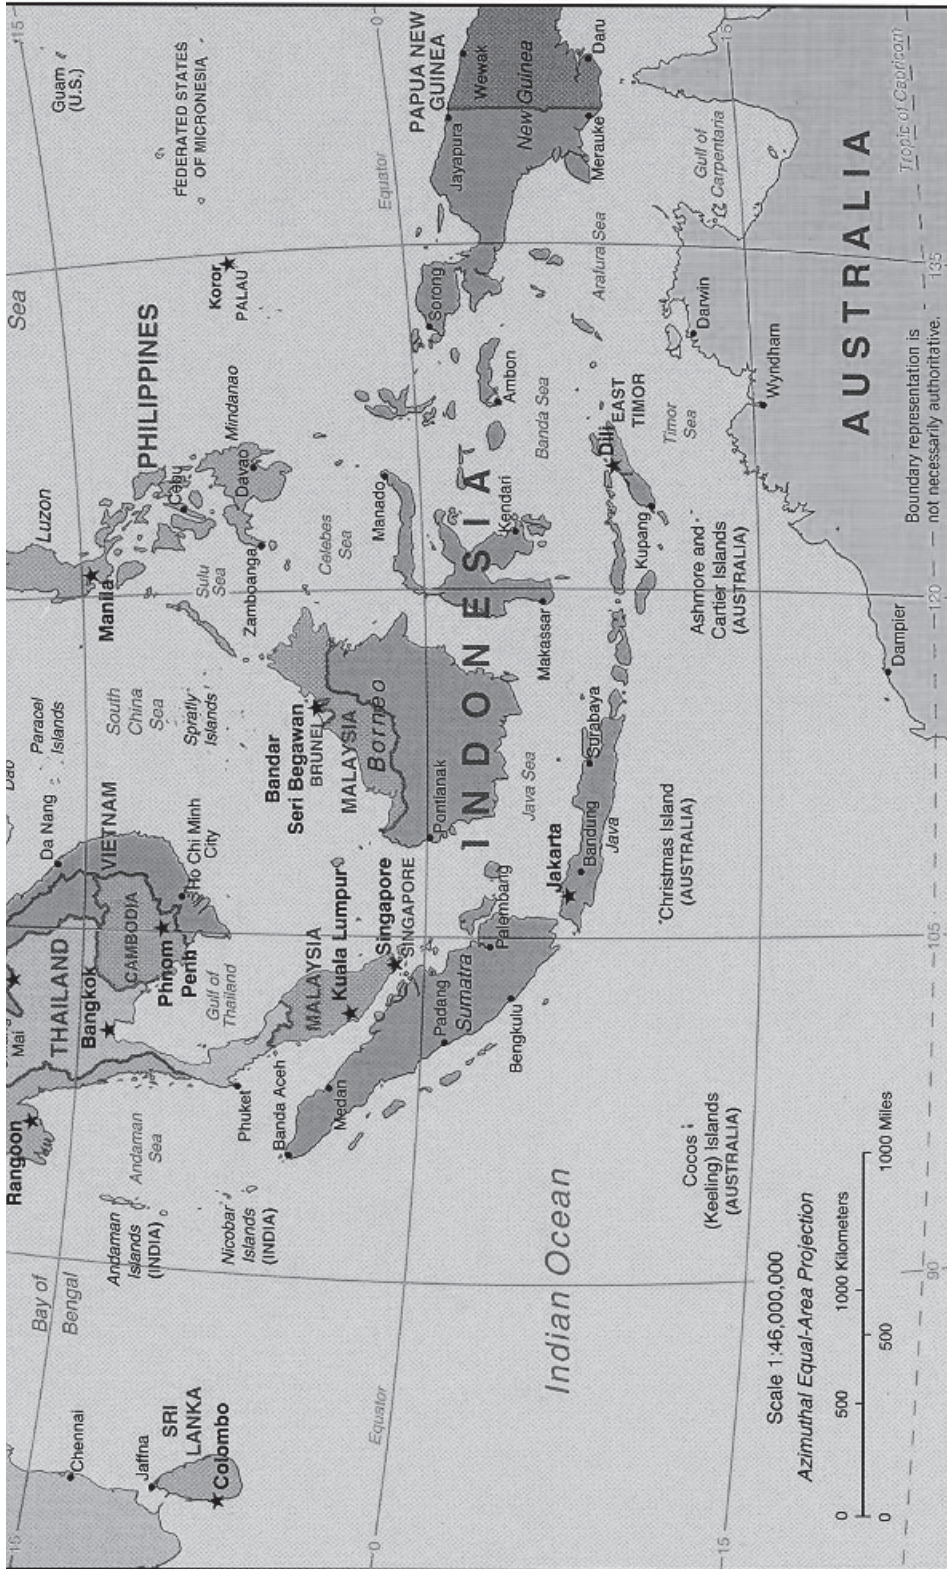 15
Bay of
Bengal
Chennai
Jaffna
SRI
LANKA
Colombo
Rangoon
Andaman
Islands
(INDIA)
Andaman
Sea
Nicobar
Islands
(INDIA)
Mai
THAILAND
Bangkok
CAMBODIA
Phnom
Penh
Gulf of
Thailand
Phuket
VIETNAM
Da Nang
Ho Chi Minh
City
Paracel
Islands
South
China
Sea
Spratly
Islands
Luzon
Manila
PHILIPPINES
Cebu
Mindanao
Davao
Zamboanga
Sulu
Sea
Celebes
Sea
Sea
Koror
PALAU
Guam
(U.S.)
15
FEDERATED STATES
OF MICRONESIA
Banda Aceh
Medan
MALAYSIA
Kuala Lumpur
Singapore
SINGAPORE
Bandar
Seri Begawan
BRUNEI
MALAYSIA
Borneo
Pontianak
Manado
Equator
0
Equator
0
Padang
Sumatra
Bengkulu
Palembang
INDONESIA
Java Sea
Jakarta
Bandung
Java
Surabaya
Makassar
Kendari
Ambon
Banda Sea
Sorong
Jayapura
PAPUA NEW
GUINEA
Wewak
New Guinea
Merauke
Daru
Arafura Sea
Dili
EAST
TIMOR
Timor
Sea
Kupang
Indian Ocean
Cocos
(Keeling) Islands
(AUSTRALIA)
Christmas Island
(AUSTRALIA)
Ashmore and
Cartier Islands
(AUSTRALIA)
Darwin
Wyndham
Gulf of
Carpentaria
15
15
AUSTRALIA
Dampier
Tropic of Capricorn
90
105
120
135
Scale 1:46,000,000
Azimuthal Equal-Area Projection
0 500 1000 Kilometers
0 500 1000 Miles
Boundary representation is
not necessarily authoritative.